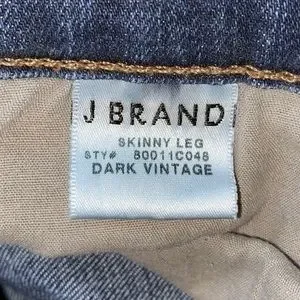 J BRAND
SKINNY LEG
STY# 80011C048
DARK VINTAGE